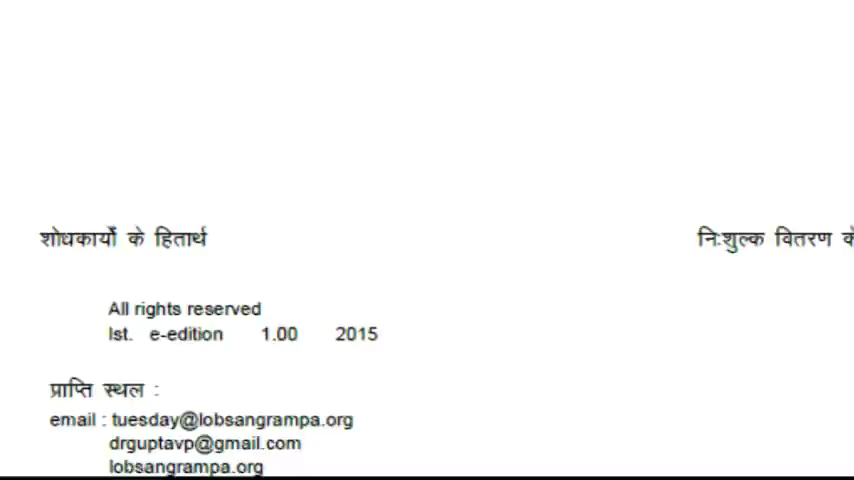 शोधकार्यो के हितार्थ नि:शुल्क वितरण
All rights reserved
Ist. e-edition 1.00 2015
प्राप्ति स्थल :
email : tuesday@lobsangrampa.org
drguptavp@gmail.com
lobsangrampa.org